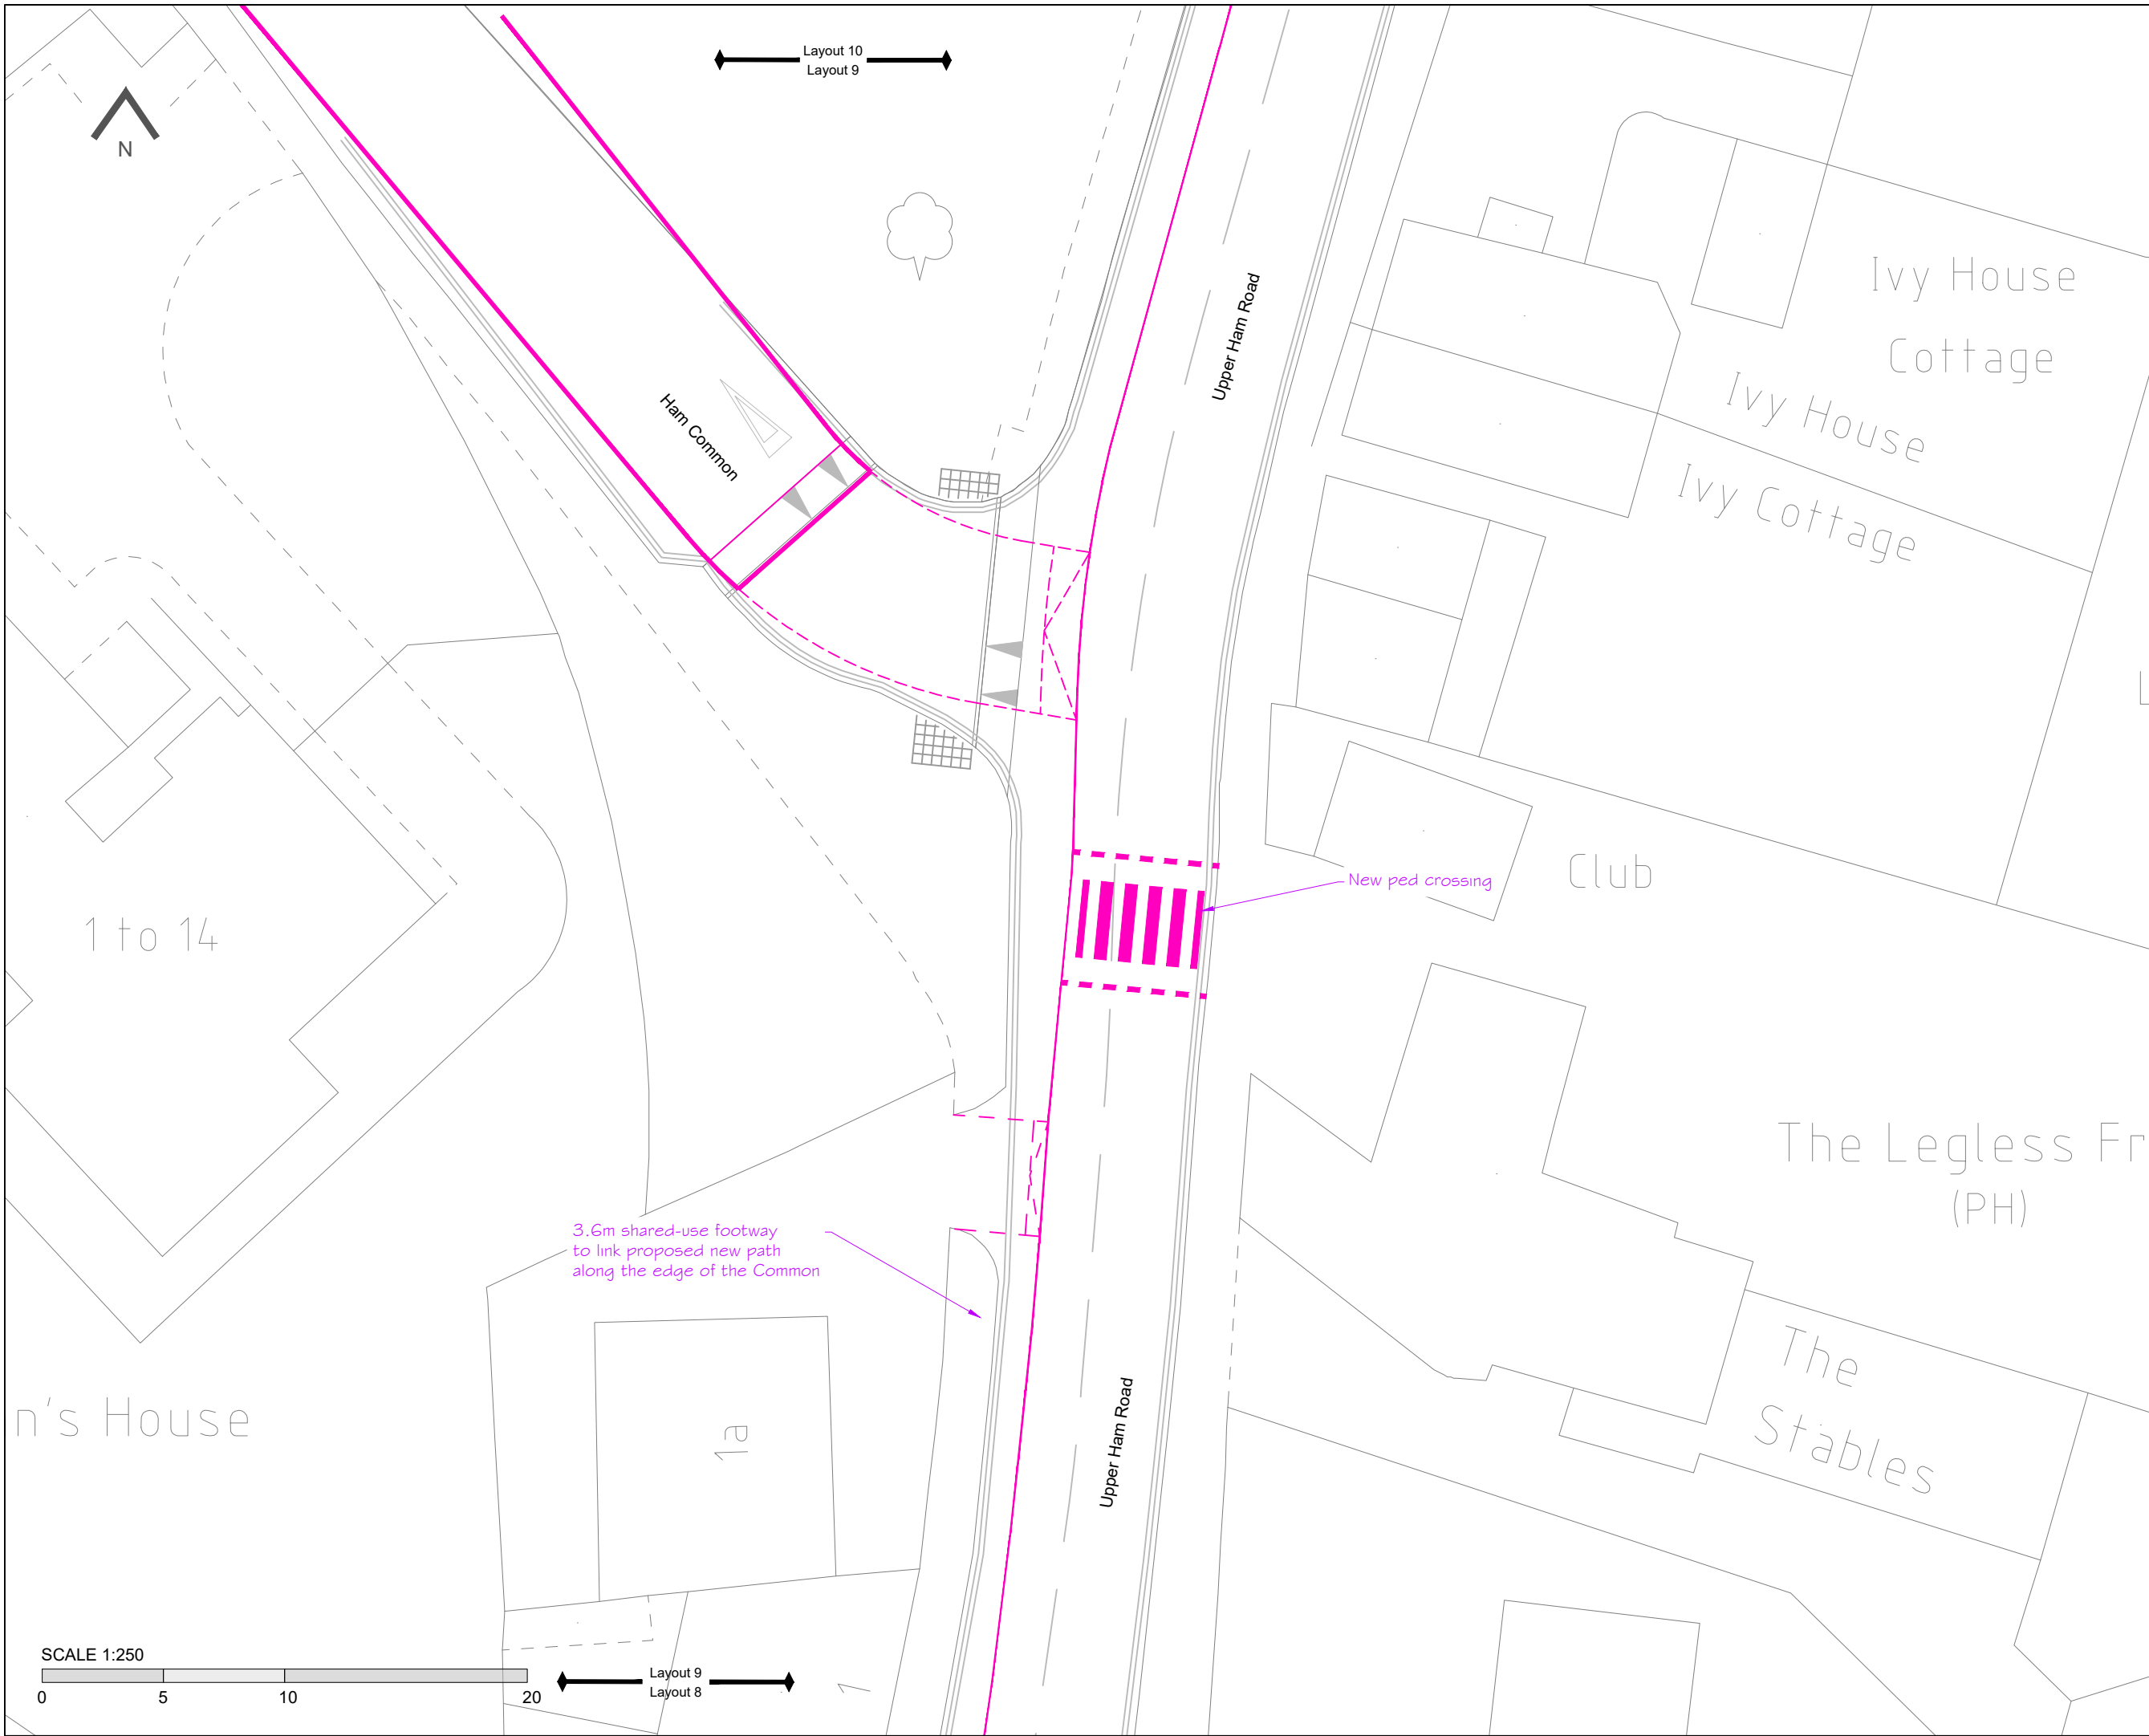 Layout 10
Layout 9
N
Upper Ham Road
Ivy House
Cottage
Ivy House
Ivy Cottage
Ham Common
L
Club
New ped crossing
1 to 14
The Legless Fr
(PH)
3.6m shared-use footway
to link proposed new path
along the edge of the Common
The
Stables
n's House
1a
Upper Ham Road
SCALE 1:250
0 5 10 20
Layout 9
Layout 8